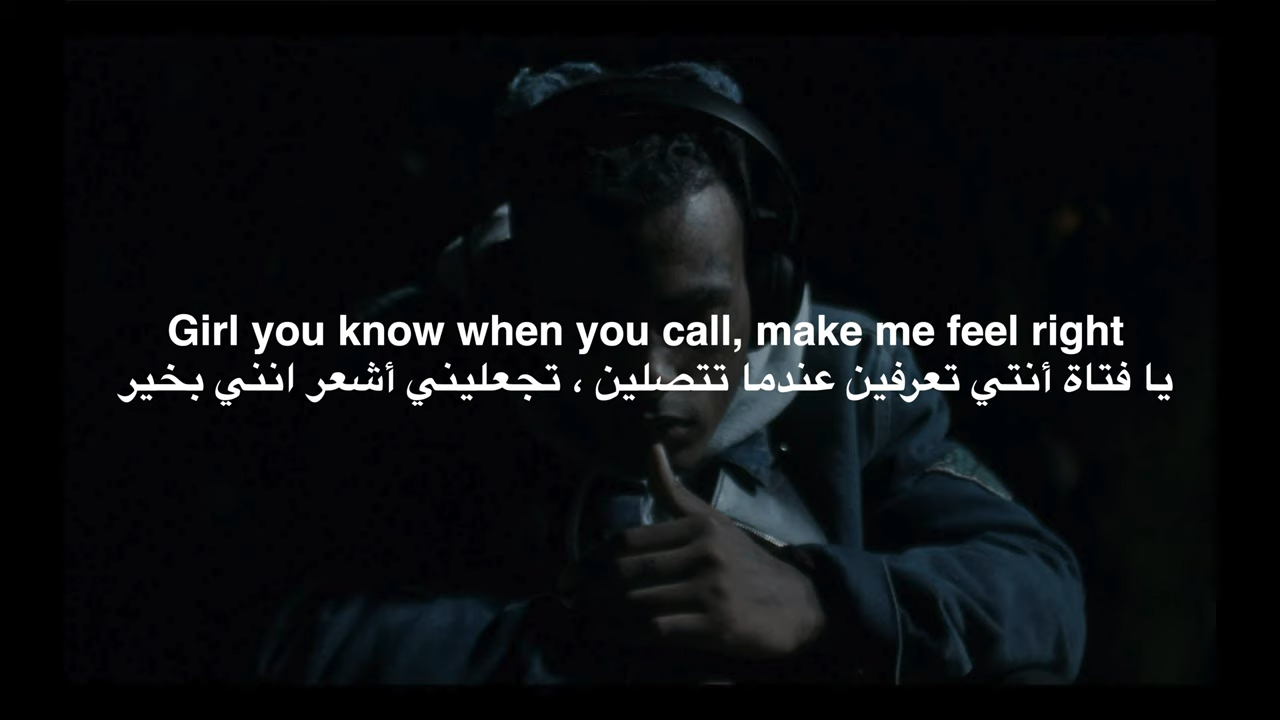 Girl you know when you call, make me feel right
يا فتاة أنتي تعرفين عندما تتصلين ، تجعليني أشعر انني بخير